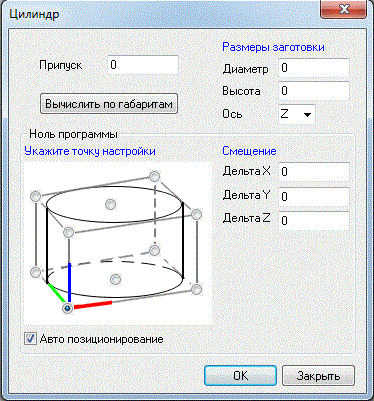 Цилиндр
Припуск 0
Вычислить по габаритам
Размеры заготовки
Диаметр 0
Высота 0
Ось Z
Ноль программы
Укажите точку настройки
Смещение
Дельта X 0
Дельта Y 0
Дельта Z 0
Авто позиционирование
OK
Закрыть